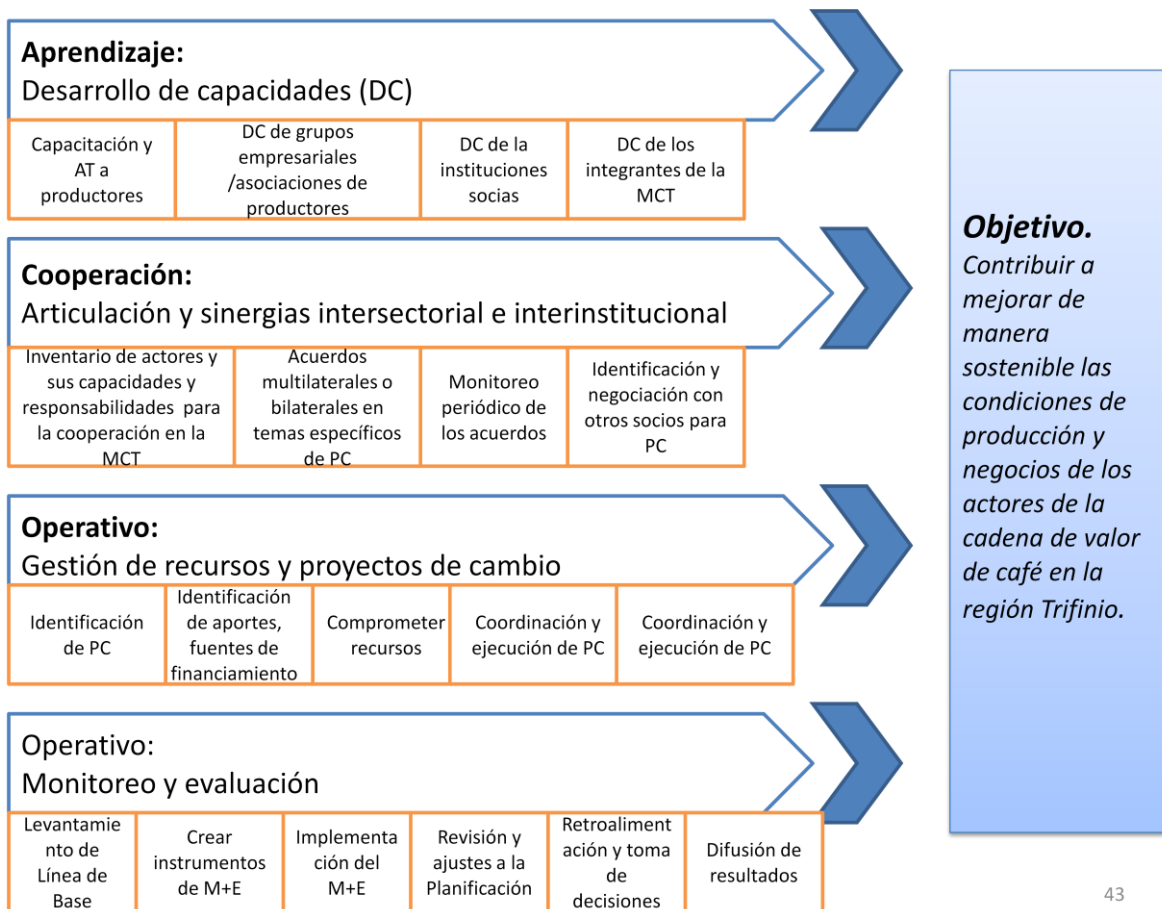 Aprendizaje:
Desarrollo de capacidades (DC)
Capacitación y
AT a
productores
DC de grupos
empresariales
/asociaciones de
productores
DC de la
instituciones
socias
DC de los
integrantes de la
MCT
Cooperación:
Articulación y sinergias intersectorial e interinstitucional
Inventario de actores y
sus capacidades y
responsabilidades para
la cooperación en la
MCT
Acuerdos
multilaterales o
bilaterales en
temas específicos
de PC
Monitoreo
periódico de
los acuerdos
Identificación y
negociación con
otros socios para
PC
Operativo:
Gestión de recursos y proyectos de cambio
Identificación
de PC
Identificación
de aportes,
fuentes de
financiamiento
Comprometer
recursos
Coordinación y
ejecución de PC
Coordinación y
ejecución de PC
Operativo:
Monitoreo y evaluación
Levantamie
nto de
Línea de
Base
Crear
instrumentos
de M+E
Implementa
ción del
M+E
Revisión y
ajustes a la
Planificación
Retroaliment
ación y toma
de
decisiones
Difusión de
resultados
Objetivo.
Contribuir a
mejorar de
manera
sostenible las
condiciones de
producción y
negocios de los
actores de la
cadena de valor
de café en la
región Trifinio.
43